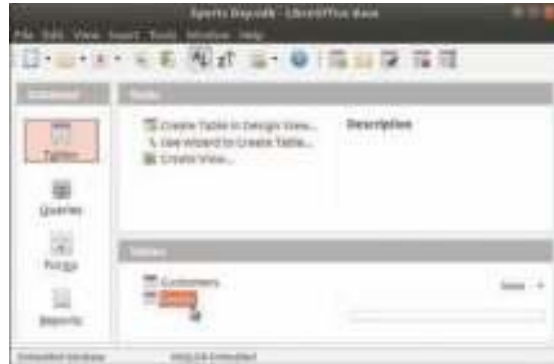 Sports Day.odb - LibreOffice Base
File Edit View Insert Tools Window Help
Database
Tasks
Tables
Queries
Forms
Reports
Create Table in Design View...
Use Wizard to Create Table...
Create View...
Description
Tables
Customers
None
Embedded database
HSQLDB Embedded